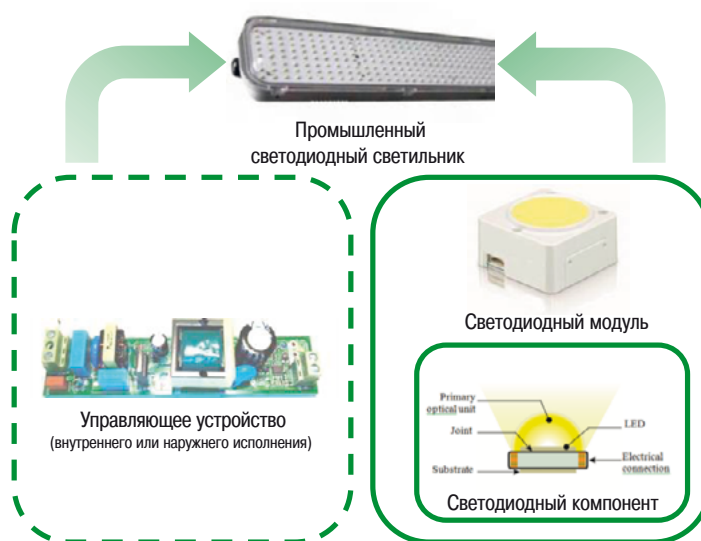 Промышленный
светодиодный светильник
Светодиодный модуль
Управляющее устройство
(внутреннего или наружнего исполнения)
Primary
optical unit
LED
Joint
Electrical
connection
Substrate
Светодиодный компонент